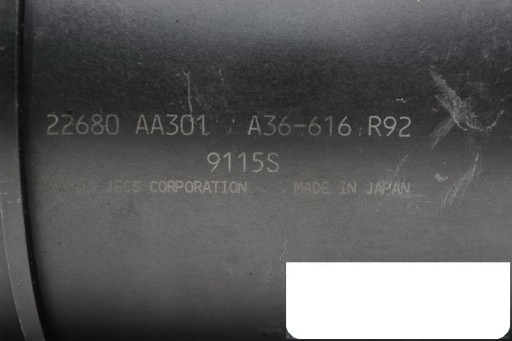 22680 AA301 A36-616 R92
9115S
JECS CORPORATION MADE IN JAPAN